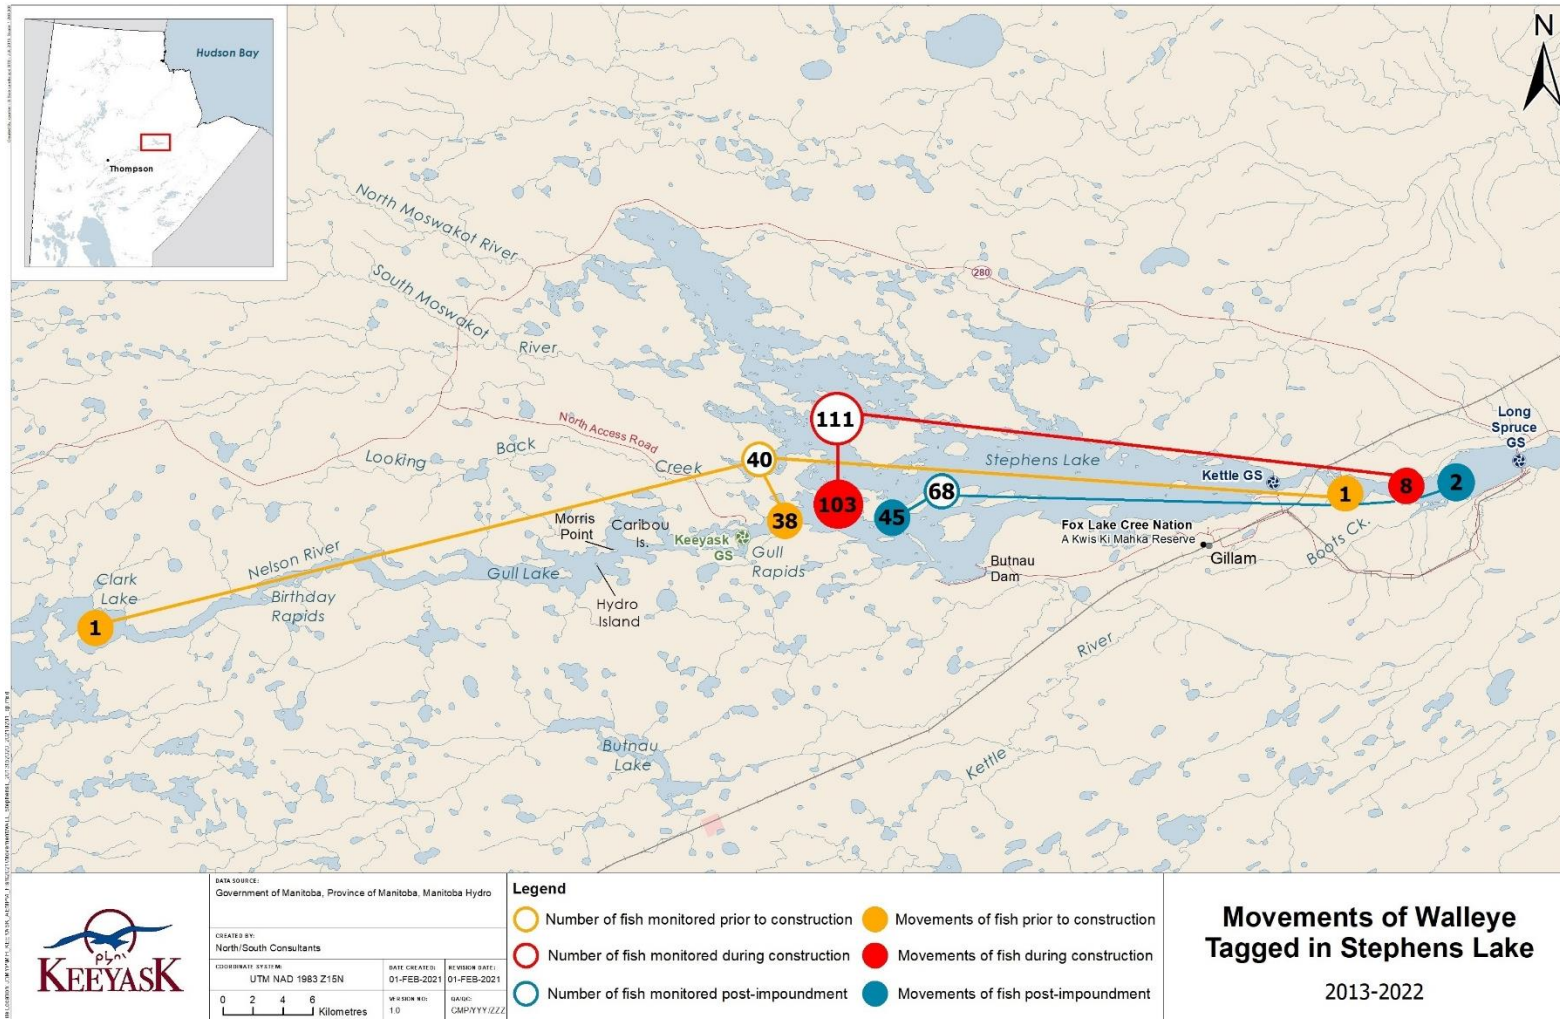 Hudson Bay
Thompson
N
North Moswakot River
South Moswakot
River
280
North Access Road
Looking
Back
Creek
111
40
Stephens Lake
Long
Spruce
GS
Kettle GS
68
1
8
2
103
45
38
Morris
Point
Caribou
Is.
Keeyask
GS
Gull
Rapids
Fox Lake Cree Nation
A Kwis Ki Mahka Reserve
Gillam
Boots Ck.
Butnau
Dam
Nelson River
Clark
Lake
Gull Lake
Birthday
Rapids
Hydro
Island
1
Butnau
Lake
Kettle
River
ᑭᔭᐢᐠ
KEEYASK
DATA SOURCE:
Government of Manitoba, Province of Manitoba, Manitoba Hydro
CREATED BY:
North/South Consultants
COORDINATE SYSTEM:
UTM NAD 1983 Z15N
DATE CREATED:
01-FEB-2021
REVISION DATE:
01-FEB-2021
0 2 4 6
Kilometres
VERSION NO:
1.0
QA/QC:
CMP/YYY/ZZZ
Legend
Number of fish monitored prior to construction
Movements of fish prior to construction
Number of fish monitored during construction
Movements of fish during construction
Number of fish monitored post-impoundment
Movements of fish post-impoundment
Movements of Walleye
Tagged in Stephens Lake
2013-2022